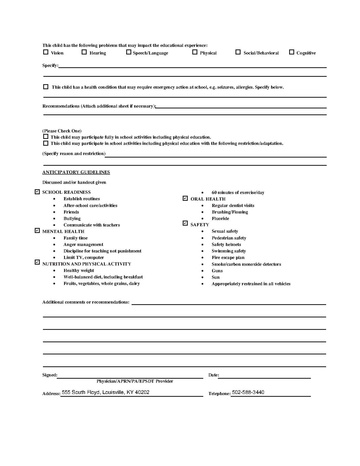 This child has the following problems that may impact the educational experience:
Vision Hearing Speech/Language Physical Social/Behavioral Cognitive
Specify:
This child has a health condition that may require emergency action at school, e.g. seizures, allergies. Specify below.
Recommendations (Attach additional sheet if necessary):
(Please Check One)
This child may participate fully in school activities including physical education.
This child may participate in school activities including physical education with the following restriction/adaptation.
(Specify reason and restriction)
ANTICIPATORY GUIDELINES
Discussed and/or handout given
SCHOOL READINESS
• Establish routines
• After-school care/activities
• Friends
• Bullying
• Communicate with teachers
MENTAL HEALTH
• Family time
• Anger management
• Discipline for teaching not punishment
• Limit TV, computer
NUTRITION AND PHYSICAL ACTIVITY
• Healthy weight
• Well-balanced diet, including breakfast
• Fruits, vegetables, whole grains, dairy
• 60 minutes of exercise/day
ORAL HEALTH
• Regular dentist visits
• Brushing/Flossing
• Fluoride
SAFETY
• Sexual safety
• Pedestrian safety
• Safety helmets
• Swimming safety
• Fire escape plan
• Smoke/carbon monoxide detectors
• Guns
• Sun
• Appropriately restrained in all vehicles
Additional comments or recommendations:
Signed: Date:
Physician/APRN/PA/EPSDT Provider
Address: 555 South Floyd, Louisville, KY 40202 Telephone: 502-588-3440